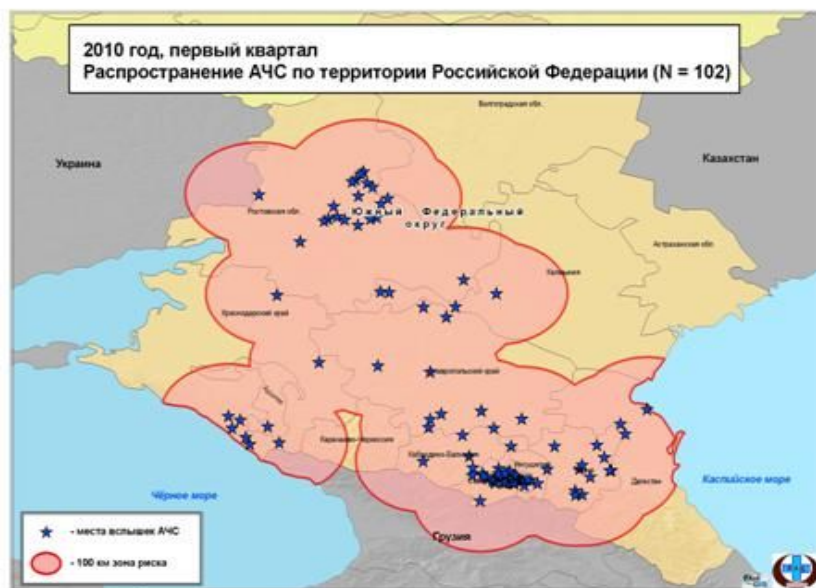 2010 год, первый квартал
Распространение АЧС по территории Российской Федерации (N = 102)
Волгоградская обл.
Украина
Казахстан
Ростовская обл.
Южный Федеральный
округ
Астраханская обл.
Калмыкия
Краснодарский край
Ставропольский край
Карачаево-Черкессия
Кабардино-Балкария
Ингушетия
Дагестан
Чёрное море
Каспийское море
Грузия
- места вспышек АЧС
- 100 км зона риска